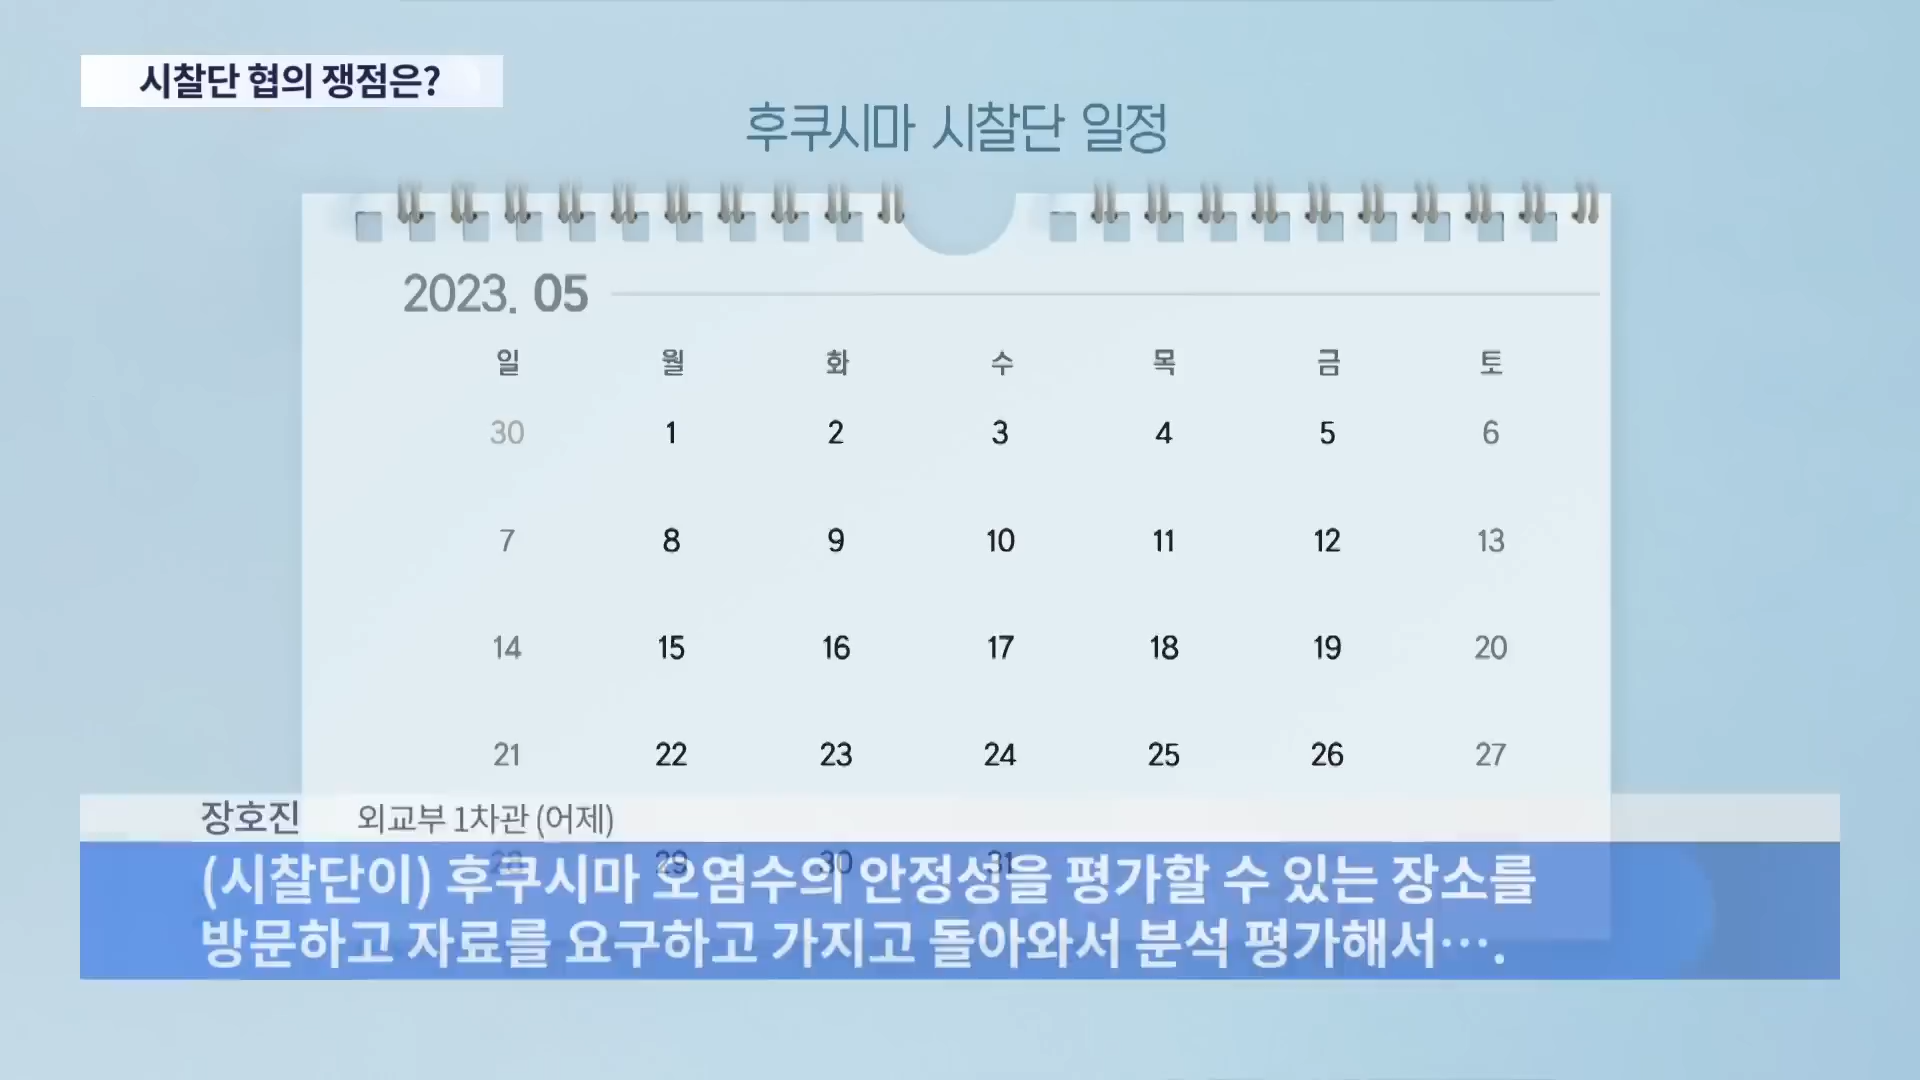 시찰단 협의 쟁점은?
후쿠시마 시찰단 일정
2023. 05
일 월 화 수 목 금 토
30 1 2 3 4 5 6
7 8 9 10 11 12 13
14 15 16 17 18 19 20
21 22 23 24 25 26 27
장호진 외교부 1차관 (어제)
28 29 30 31
(시찰단이) 후쿠시마 오염수의 안정성을 평가할 수 있는 장소를
방문하고 자료를 요구하고 가지고 돌아와서 분석 평가해서….